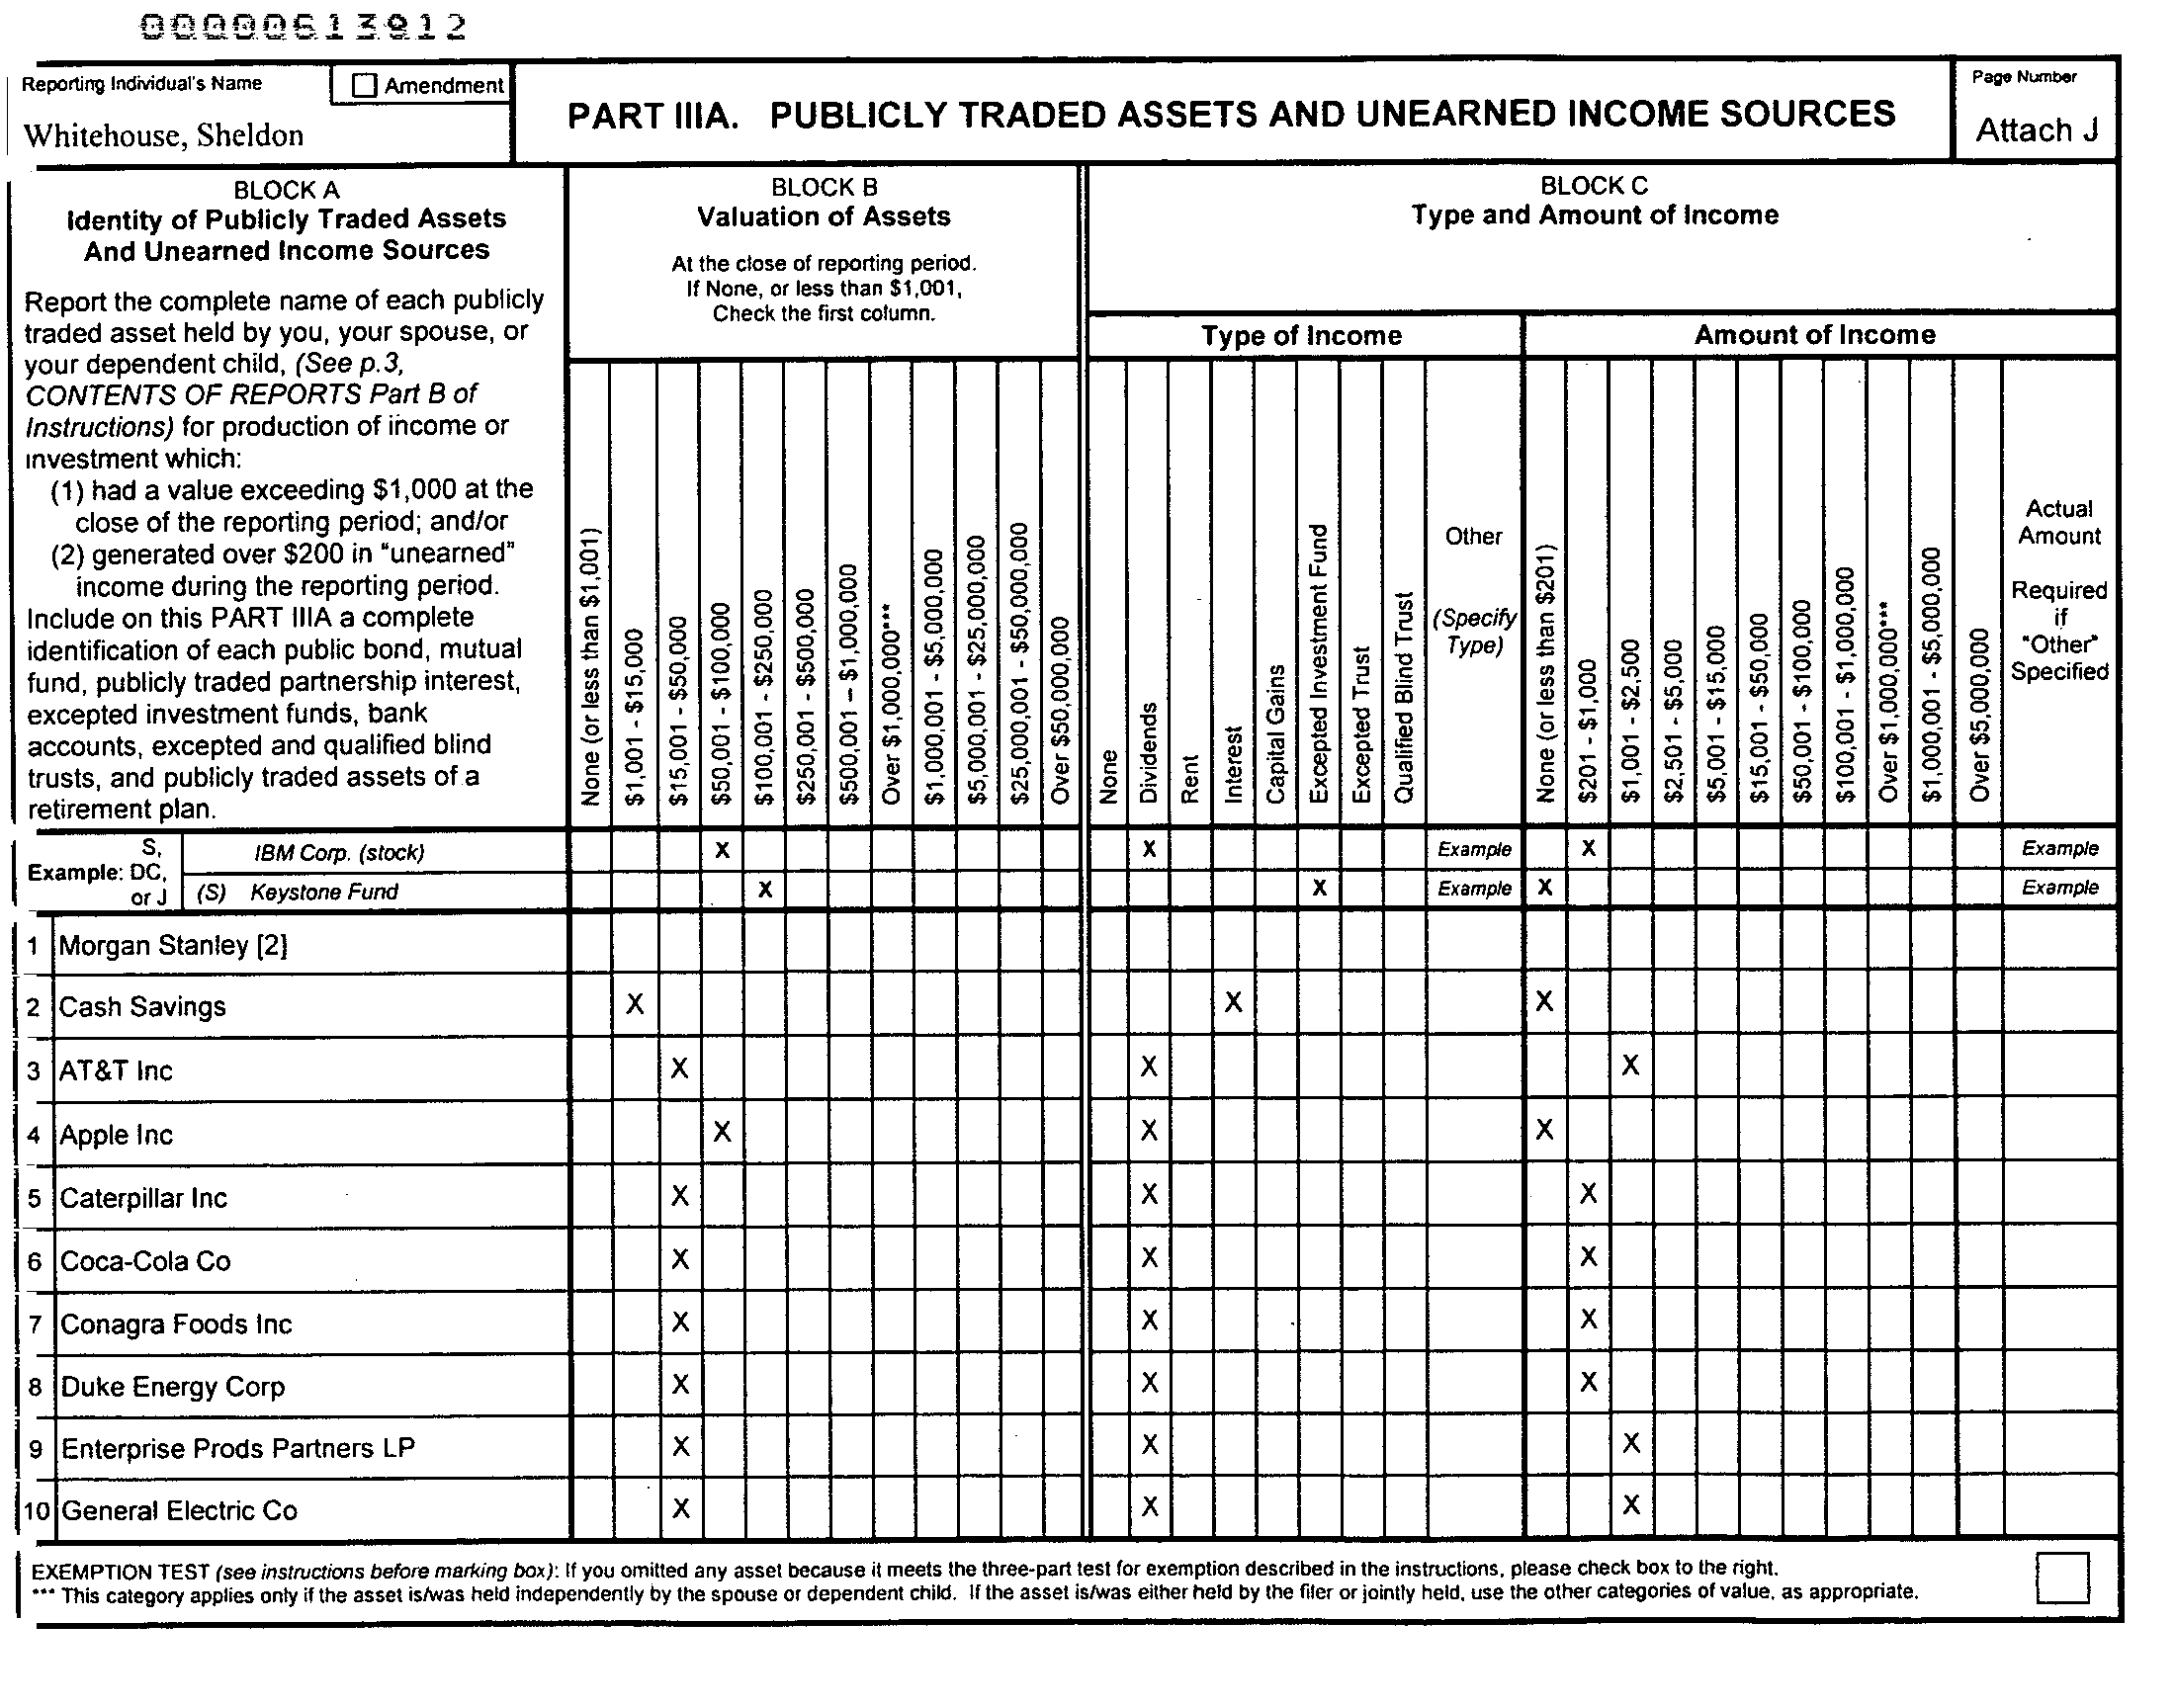 00000613912
Reporting Individual's Name
Amendment
Whitehouse, Sheldon
PART IIIA. PUBLICLY TRADED ASSETS AND UNEARNED INCOME SOURCES
Page Number
Attach J
BLOCK A
Identity of Publicly Traded Assets
And Unearned Income Sources
Report the complete name of each publicly
traded asset held by you, your spouse, or
your dependent child, (See p.3,
CONTENTS OF REPORTS Part B of
Instructions) for production of income or
investment which:
(1) had a value exceeding $1,000 at the
close of the reporting period; and/or
(2) generated over $200 in "unearned"
income during the reporting period.
Include on this PART IIIA a complete
identification of each public bond, mutual
fund, publicly traded partnership interest,
excepted investment funds, bank
accounts, excepted and qualified blind
trusts, and publicly traded assets of a
retirement plan.
BLOCK B
Valuation of Assets
At the close of reporting period.
If None, or less than $1,001,
Check the first column.
None (or less than $1,001)
$1,001 - $15,000
$15,001 - $50,000
$50,001 - $100,000
$100,001 - $250,000
$250,001 - $500,000
$500,001 – $1,000,000
Over $1,000,000***
$1,000,001 - $5,000,000
$5,000,001 - $25,000,000
$25,000,001 - $50,000,000
Over $50,000,000
BLOCK C
Type and Amount of Income
Type of Income
None
Dividends
Rent
Interest
Capital Gains
Excepted Investment Fund
Excepted Trust
Qualified Blind Trust
Other
(Specify
Type)
Amount of Income
None (or less than $201)
$201 - $1,000
$1,001 - $2,500
$2,501 - $5,000
$5,001 - $15,000
$15,001 - $50,000
$50,001 - $100,000
$100,001 - $1,000,000
Over $1,000,000***
$1,000,001 - $5,000,000
Over $5,000,000
Actual
Amount
Required
if
"Other"
Specified
Example: S, DC, or J
IBM Corp. (stock) X X Example X Example
(S) Keystone Fund X X Example X Example
1 Morgan Stanley [2]
2 Cash Savings X X X
3 AT&T Inc X X X
4 Apple Inc X X X
5 Caterpillar Inc X X X
6 Coca-Cola Co X X X
7 Conagra Foods Inc X X X
8 Duke Energy Corp X X X
9 Enterprise Prods Partners LP X X X
10 General Electric Co X X X
EXEMPTION TEST (see instructions before marking box): If you omitted any asset because it meets the three-part test for exemption described in the instructions, please check box to the right.
*** This category applies only if the asset is/was held independently by the spouse or dependent child. If the asset is/was either held by the filer or jointly held, use the other categories of value, as appropriate.